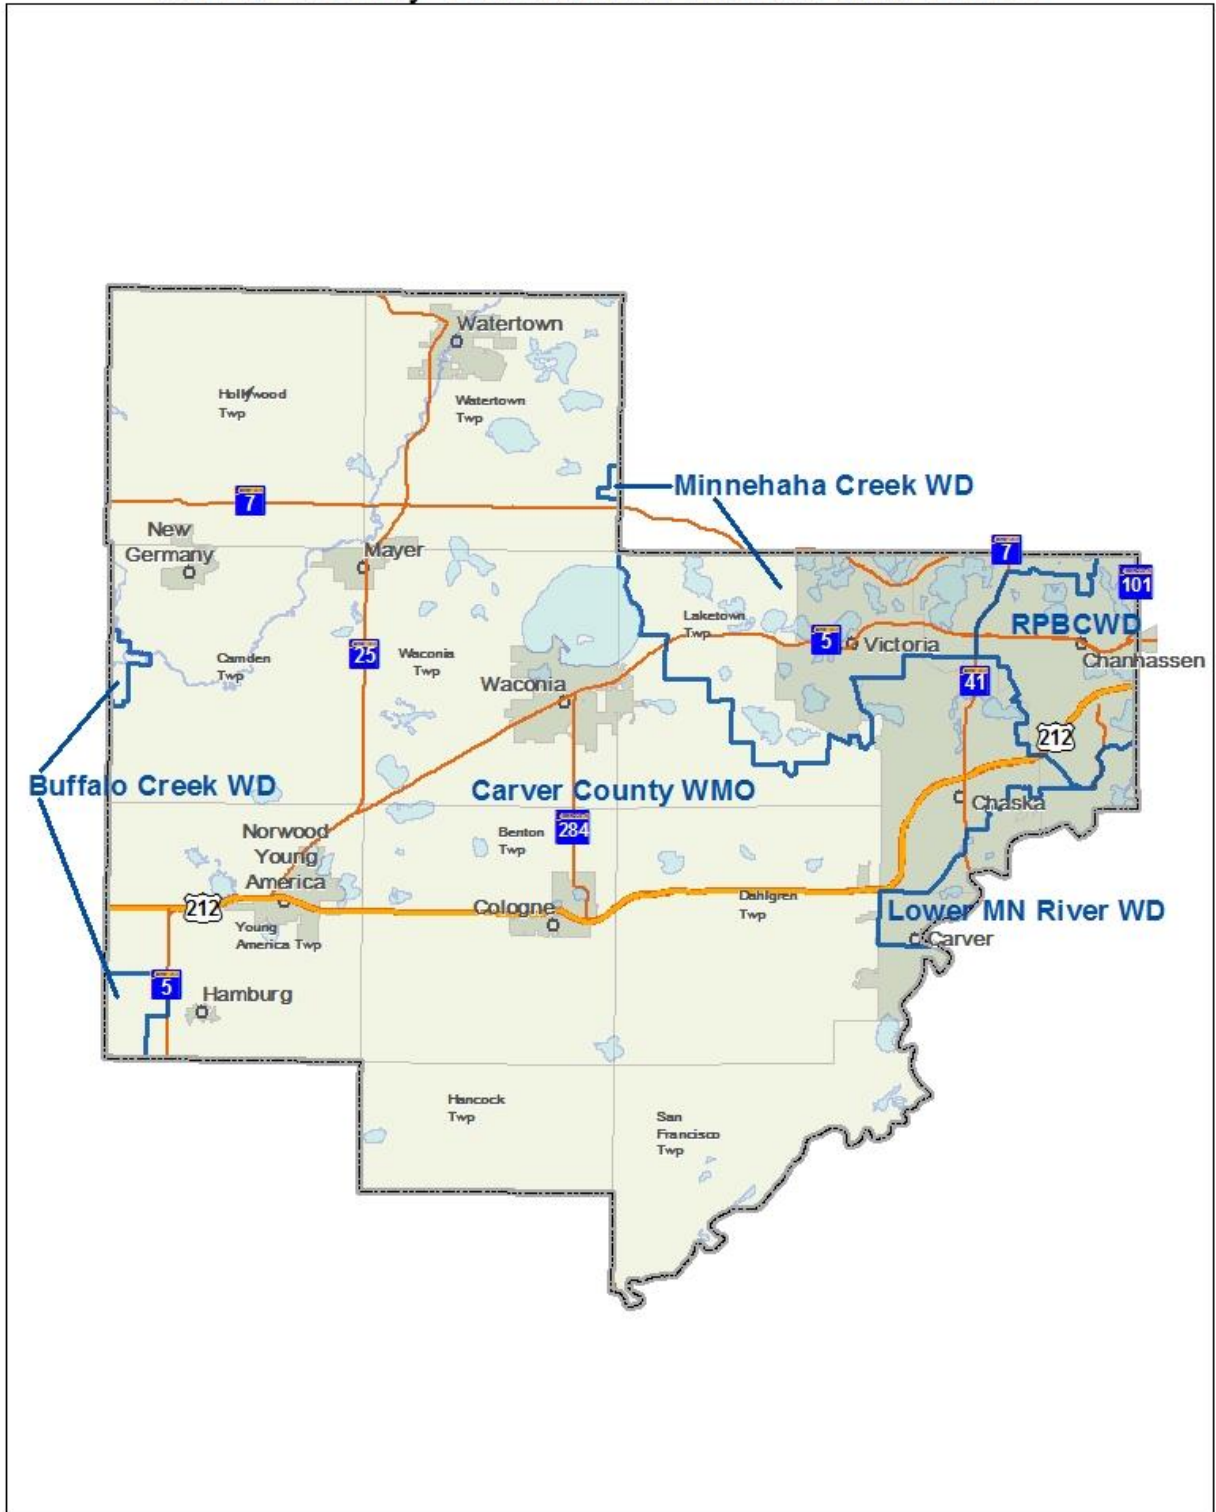 Watertown
Hollywood
Twp
Watertown
Twp
Minnehaha Creek WD
7
New
Germany
Mayer
7
101
Laketown
Twp
RPBCWD
5
Victoria
Chanhassen
25
Waconia
Twp
Camden
Twp
Waconia
41
212
Buffalo Creek WD
Carver County WMO
Chaska
284
Benton
Twp
Norwood
Young
America
212
Cologne
Dahlgren
Twp
Lower MN River WD
Carver
Young
America Twp
5
Hamburg
Hancock
Twp
San
Francisco
Twp